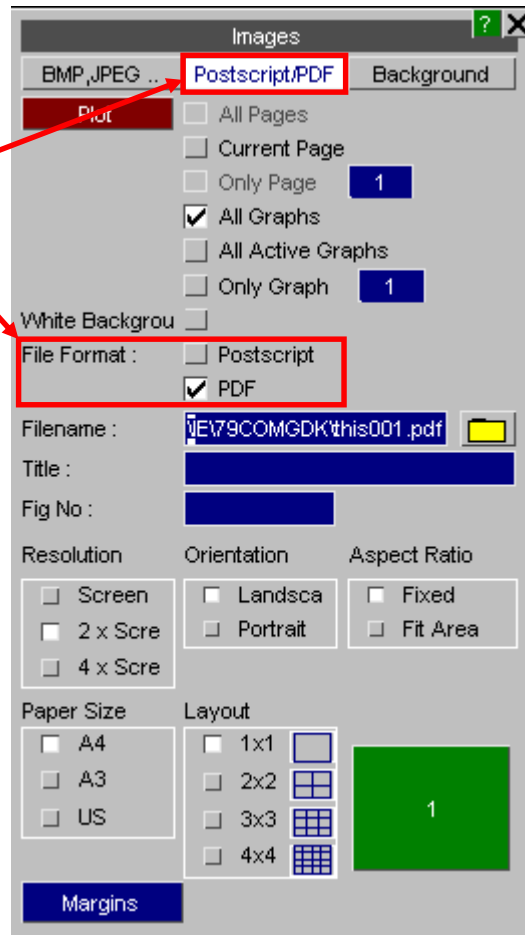 Images ? X
BMP,JPEG .. Postscript/PDF Background
Plot All Pages
Current Page
Only Page 1
All Graphs
All Active Graphs
Only Graph 1
White Backgrou
File Format : Postscript
PDF
Filename : \E\79COMGDK\this001.pdf
Title :
Fig No :
Resolution Orientation Aspect Ratio
Screen Landsca Fixed
2 x Scre Portrait Fit Area
4 x Scre
Paper Size Layout
A4 1x1
A3 2x2 1
US 3x3
4x4
Margins